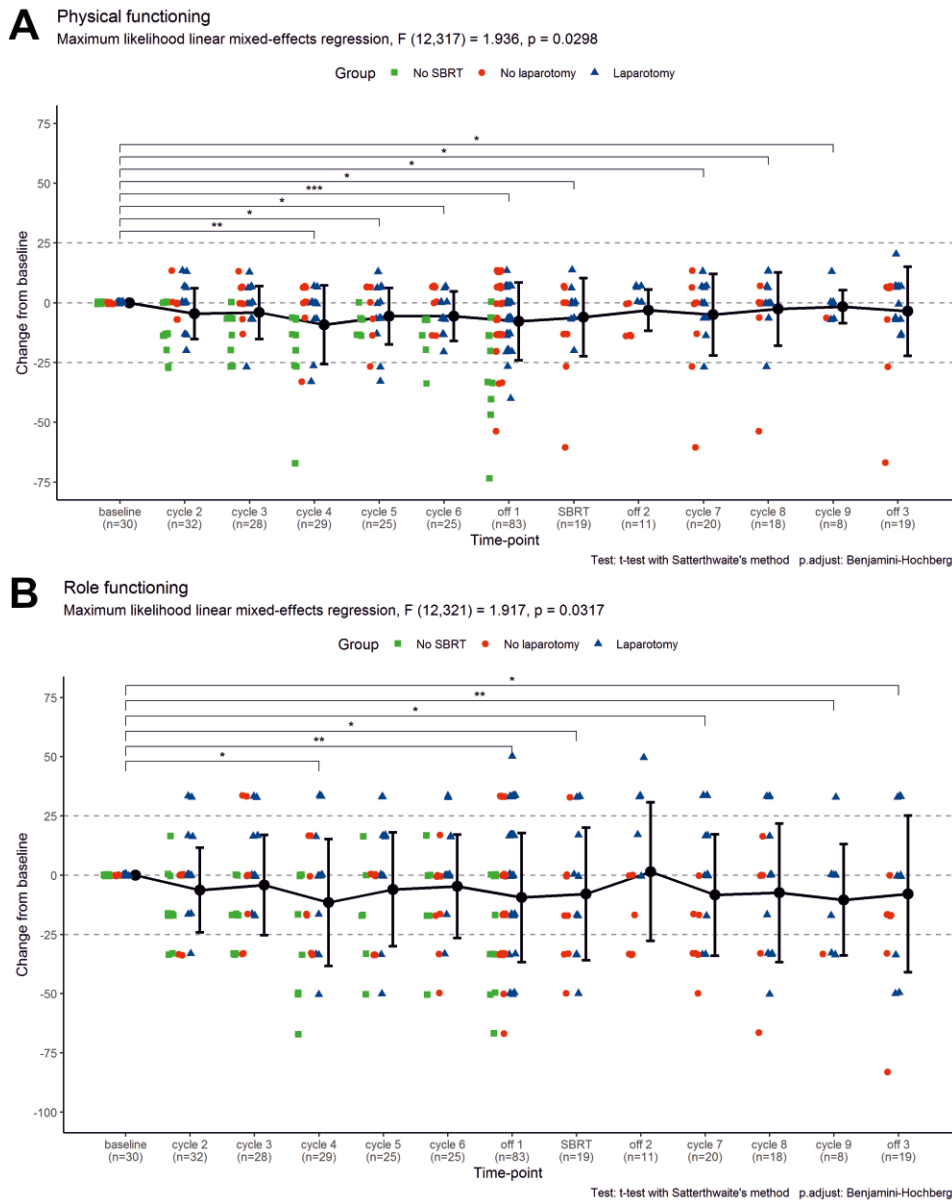 A Physical functioning
Maximum likelihood linear mixed-effects regression, F (12,317) = 1.936, p = 0.0298
Group No SBRT No laparotomy Laparotomy
75
*
*
*
50
*
***
*
*
**
25
0
-25
-50
-75
Change from baseline
baseline cycle 2 cycle 3 cycle 4 cycle 5 cycle 6 off 1 SBRT off 2 cycle 7 cycle 8 cycle 9 off 3
(n=30) (n=32) (n=28) (n=29) (n=25) (n=25) (n=83) (n=19) (n=11) (n=20) (n=18) (n=8) (n=19)
Time-point
Test: t-test with Satterthwaite's method p.adjust: Benjamini-Hochberg
B Role functioning
Maximum likelihood linear mixed-effects regression, F (12,321) = 1.917, p = 0.0317
Group No SBRT No laparotomy Laparotomy
*
75
**
*
*
**
50
*
25
0
-25
-50
-75
-100
Change from baseline
baseline cycle 2 cycle 3 cycle 4 cycle 5 cycle 6 off 1 SBRT off 2 cycle 7 cycle 8 cycle 9 off 3
(n=30) (n=32) (n=28) (n=29) (n=25) (n=25) (n=83) (n=19) (n=11) (n=20) (n=18) (n=8) (n=19)
Time-point
Test: t-test with Satterthwaite's method p.adjust: Benjamini-Hochberg